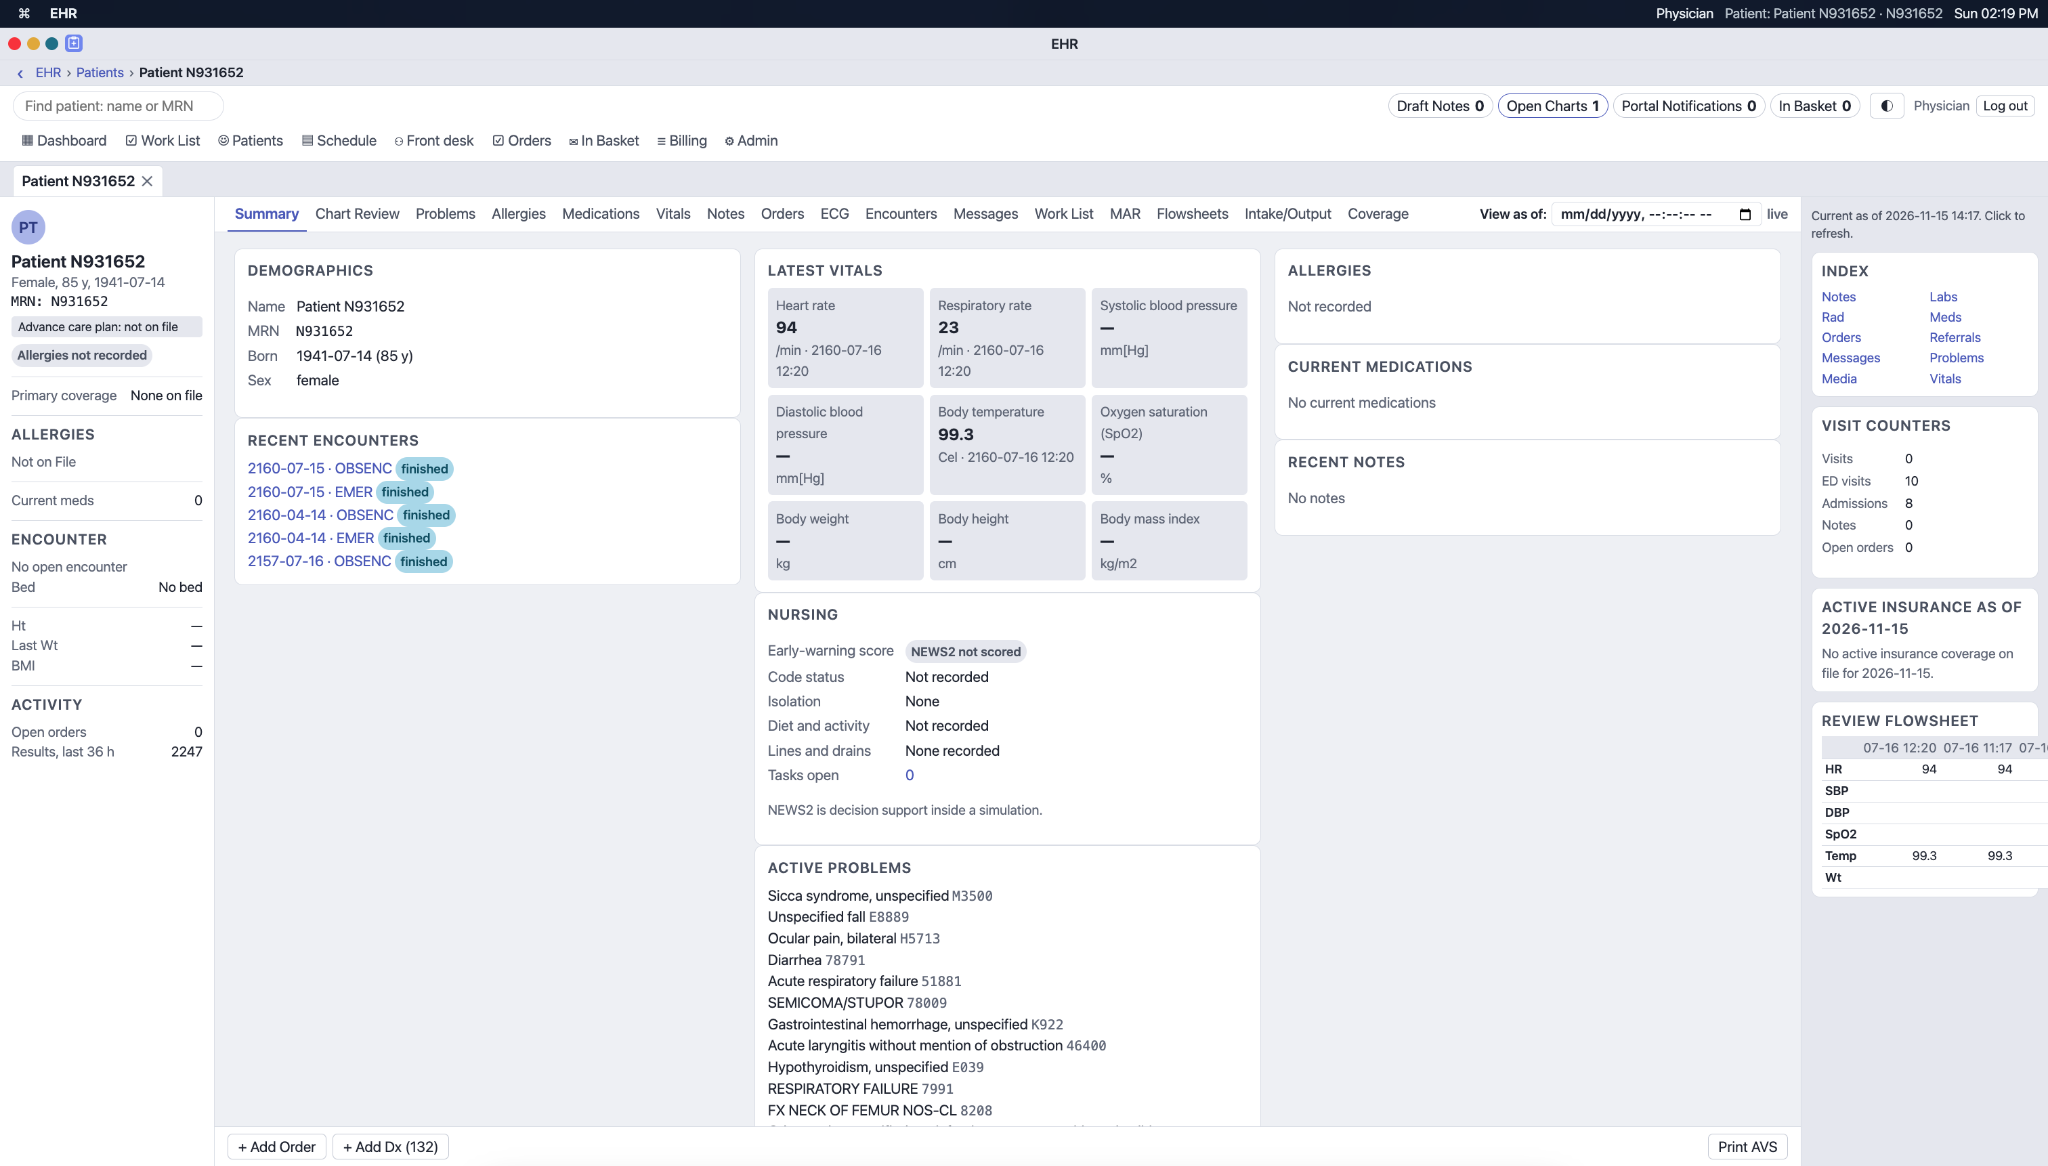 ⌘ EHR
Physician Patient: Patient N931652 · N931652 Sun 02:19 PM
EHR
‹ EHR › Patients › Patient N931652
Find patient: name or MRN
Draft Notes 0 Open Charts 1 Portal Notifications 0 In Basket 0 Physician Log out
Dashboard Work List Patients Schedule Front desk Orders In Basket Billing Admin
Patient N931652
PT
Patient N931652
Female, 85 y, 1941-07-14
MRN: N931652
Advance care plan: not on file
Allergies not recorded
Primary coverage None on file
ALLERGIES
Not on File
Current meds 0
ENCOUNTER
No open encounter
Bed No bed
Ht —
Last Wt —
BMI —
ACTIVITY
Open orders 0
Results, last 36 h 2247
Summary Chart Review Problems Allergies Medications Vitals Notes Orders ECG Encounters Messages Work List MAR Flowsheets Intake/Output Coverage
View as of: mm/dd/yyyy, --:--:-- -- live
DEMOGRAPHICS
Name Patient N931652
MRN N931652
Born 1941-07-14 (85 y)
Sex female
RECENT ENCOUNTERS
2160-07-15 · OBSENC finished
2160-07-15 · EMER finished
2160-04-14 · OBSENC finished
2160-04-14 · EMER finished
2157-07-16 · OBSENC finished
LATEST VITALS
Heart rate
94
/min · 2160-07-16
12:20
Respiratory rate
23
/min · 2160-07-16
12:20
Systolic blood pressure
—
mm[Hg]
Diastolic blood
pressure
—
mm[Hg]
Body temperature
99.3
Cel · 2160-07-16 12:20
Oxygen saturation
(SpO2)
—
%
Body weight
—
kg
Body height
—
cm
Body mass index
—
kg/m2
NURSING
Early-warning score NEWS2 not scored
Code status Not recorded
Isolation None
Diet and activity Not recorded
Lines and drains None recorded
Tasks open 0
NEWS2 is decision support inside a simulation.
ACTIVE PROBLEMS
Sicca syndrome, unspecified M3500
Unspecified fall E8889
Ocular pain, bilateral H5713
Diarrhea 78791
Acute respiratory failure 51881
SEMICOMA/STUPOR 78009
Gastrointestinal hemorrhage, unspecified K922
Acute laryngitis without mention of obstruction 46400
Hypothyroidism, unspecified E039
RESPIRATORY FAILURE 7991
FX NECK OF FEMUR NOS-CL 8208
ALLERGIES
Not recorded
CURRENT MEDICATIONS
No current medications
RECENT NOTES
No notes
+ Add Order + Add Dx (132) Print AVS
Current as of 2026-11-15 14:17. Click to
refresh.
INDEX
Notes Labs
Rad Meds
Orders Referrals
Messages Problems
Media Vitals
VISIT COUNTERS
Visits 0
ED visits 10
Admissions 8
Notes 0
Open orders 0
ACTIVE INSURANCE AS OF
2026-11-15
No active insurance coverage on
file for 2026-11-15.
REVIEW FLOWSHEET
07-16 12:20 07-16 11:17 07-1
HR 94 94
SBP
DBP
SpO2
Temp 99.3 99.3
Wt